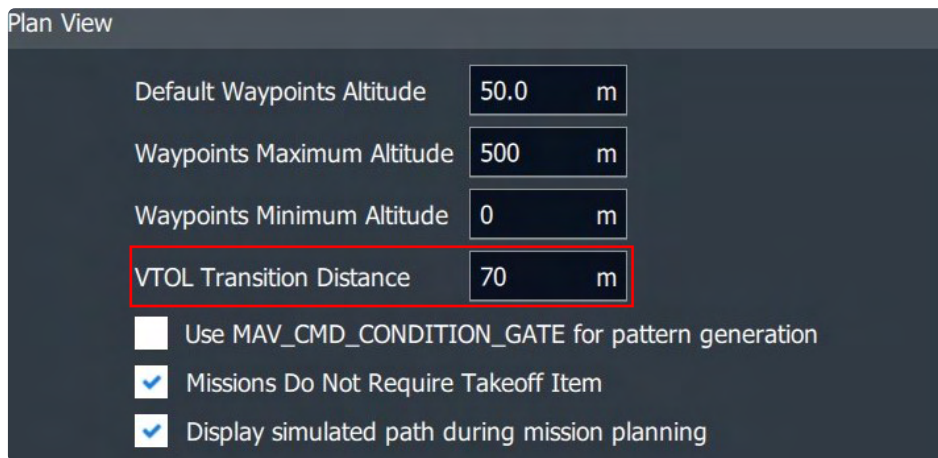 Plan View
Default Waypoints Altitude 50.0 m
Waypoints Maximum Altitude 500 m
Waypoints Minimum Altitude 0 m
VTOL Transition Distance 70 m
Use MAV_CMD_CONDITION_GATE for pattern generation
Missions Do Not Require Takeoff Item
Display simulated path during mission planning